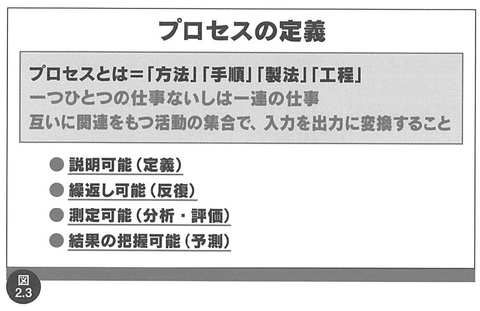 プロセスの定義
プロセスとは＝「方法」「手順」「製法」「工程」
一つひとつの仕事ないしは一連の仕事
互いに関連をもつ活動の集合で、入力を出力に変換すること
● 説明可能（定義）
● 繰返し可能（反復）
● 測定可能（分析・評価）
● 結果の把握可能（予測）
図
2.3